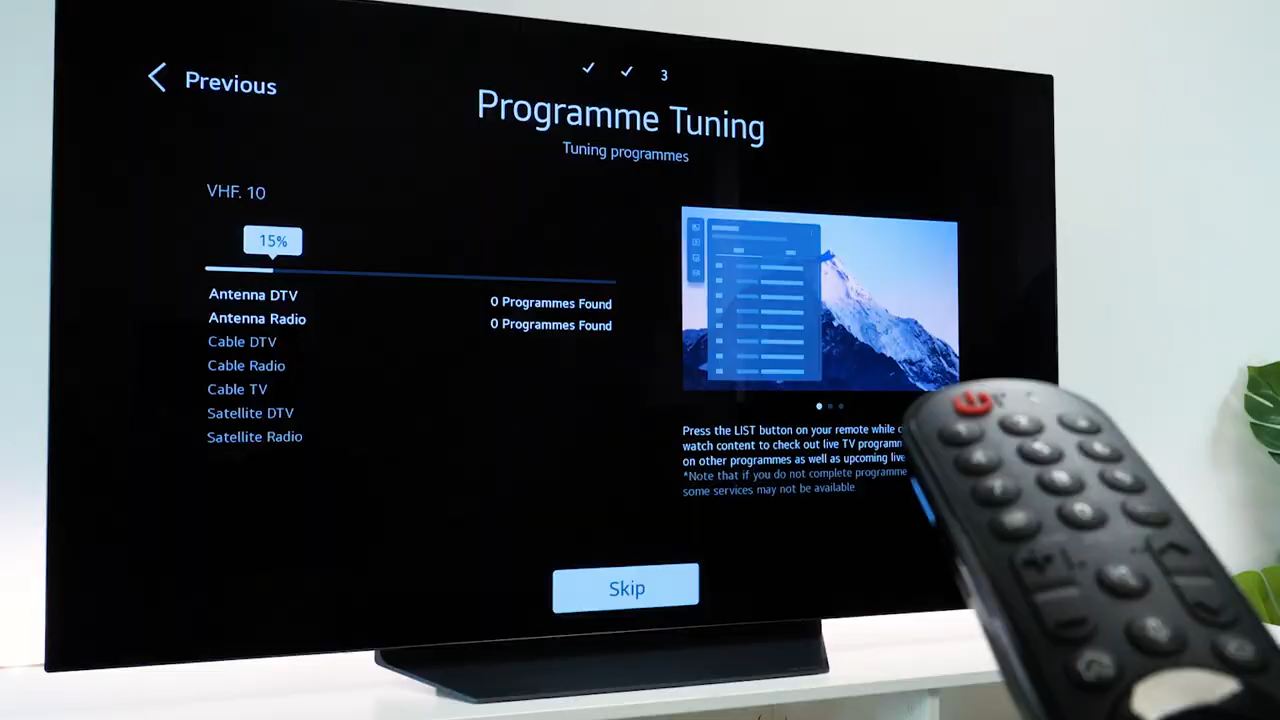 Previous
3
Programme Tuning
Tuning programmes
VHF. 10
15%
Antenna DTV 0 Programmes Found
Antenna Radio 0 Programmes Found
Cable DTV
Cable Radio
Cable TV
Satellite DTV
Satellite Radio
Press the LIST button on your remote while
watch content to check out live TV
on other programmes as well as upcoming live
*Note that if you do not complete programme
some services may not be available.
Skip